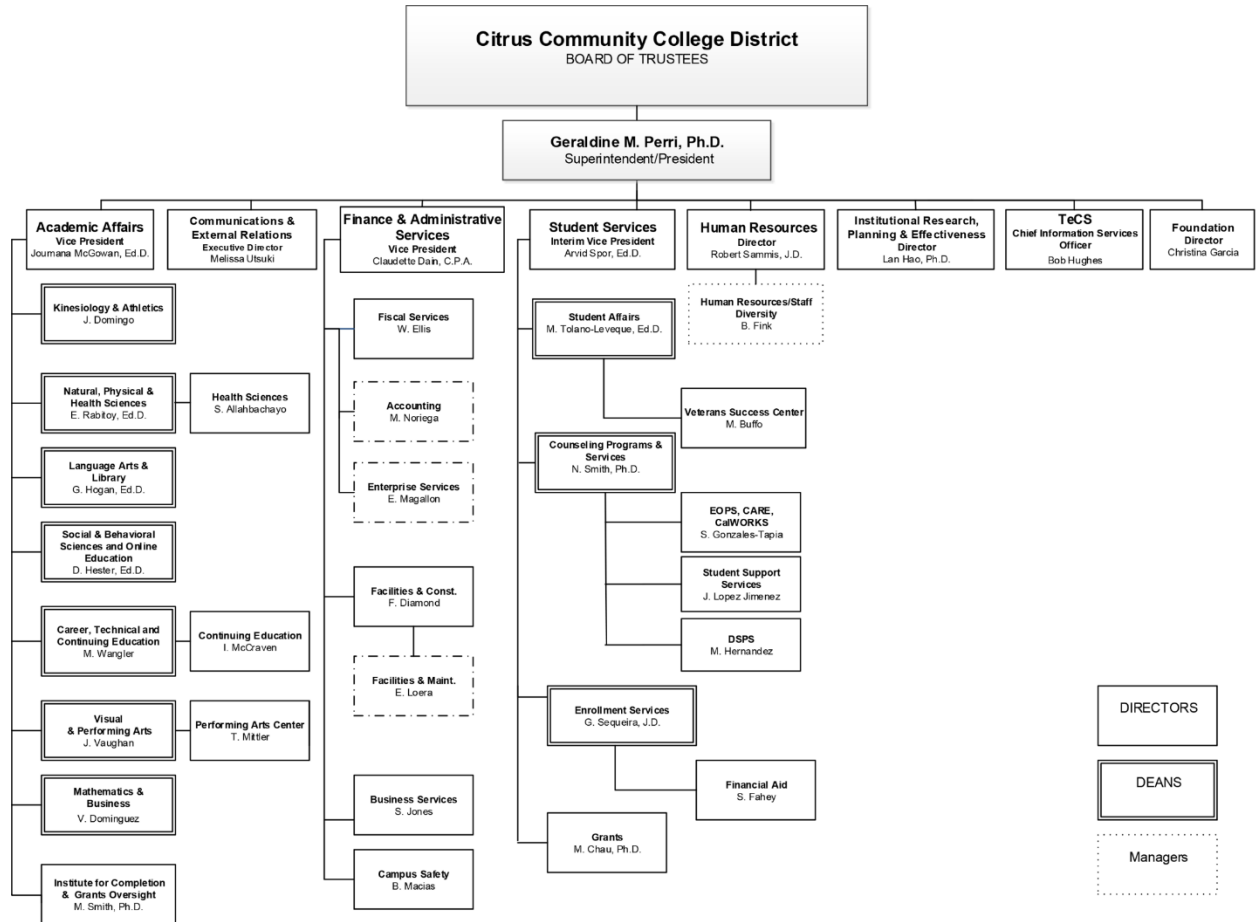 Citrus Community College District
BOARD OF TRUSTEES
Geraldine M. Perri, Ph.D.
Superintendent/President
Academic Affairs
Vice President
Joumana McGowan, Ed.D.
Communications &
External Relations
Executive Director
Melissa Utsuki
Finance & Administrative
Services
Vice President
Claudette Dain, C.P.A.
Student Services
Interim Vice President
Arvid Spor, Ed.D.
Human Resources
Director
Robert Sammis, J.D.
Institutional Research,
Planning & Effectiveness
Director
Lan Hao, Ph.D.
TeCS
Chief Information Services
Officer
Bob Hughes
Foundation
Director
Christina Garcia
Kinesiology & Athletics
J. Domingo
Natural, Physical &
Health Sciences
E. Rabitoy, Ed.D.
Health Sciences
S. Allahbachayo
Language Arts &
Library
G. Hogan, Ed.D.
Social & Behavioral
Sciences and Online
Education
D. Hester, Ed.D.
Career, Technical and
Continuing Education
M. Wangler
Continuing Education
I. McCraven
Visual
& Performing Arts
J. Vaughan
Performing Arts Center
T. Mittler
Mathematics &
Business
V. Dominguez
Institute for Completion
& Grants Oversight
M. Smith, Ph.D.
Fiscal Services
W. Ellis
Accounting
M. Noriega
Enterprise Services
E. Magallon
Facilities & Const.
F. Diamond
Facilities & Maint.
E. Loera
Business Services
S. Jones
Campus Safety
B. Macias
Student Affairs
M. Tolano-Leveque, Ed.D.
Veterans Success Center
M. Buffo
Counseling Programs &
Services
N. Smith, Ph.D.
EOPS, CARE,
CalWORKS
S. Gonzales-Tapia
Student Support
Services
J. Lopez Jimenez
DSPS
M. Hernandez
Enrollment Services
G. Sequeira, J.D.
Financial Aid
S. Fahey
Grants
M. Chau, Ph.D.
Human Resources/Staff
Diversity
B. Fink
DIRECTORS
DEANS
Managers